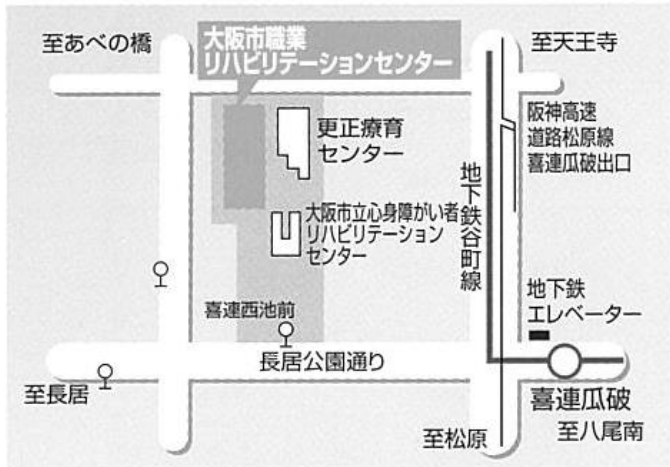 至あべの橋
大阪市職業
リハビリテーションセンター
至天王寺
阪神高速
道路松原線
喜連瓜破出口
更正療育
センター
地下鉄谷町線
大阪市立心身障がい者
リハビリテーション
センター
地下鉄
エレベーター
喜連西池前
長居公園通り
至長居
喜連瓜破
至松原
至八尾南